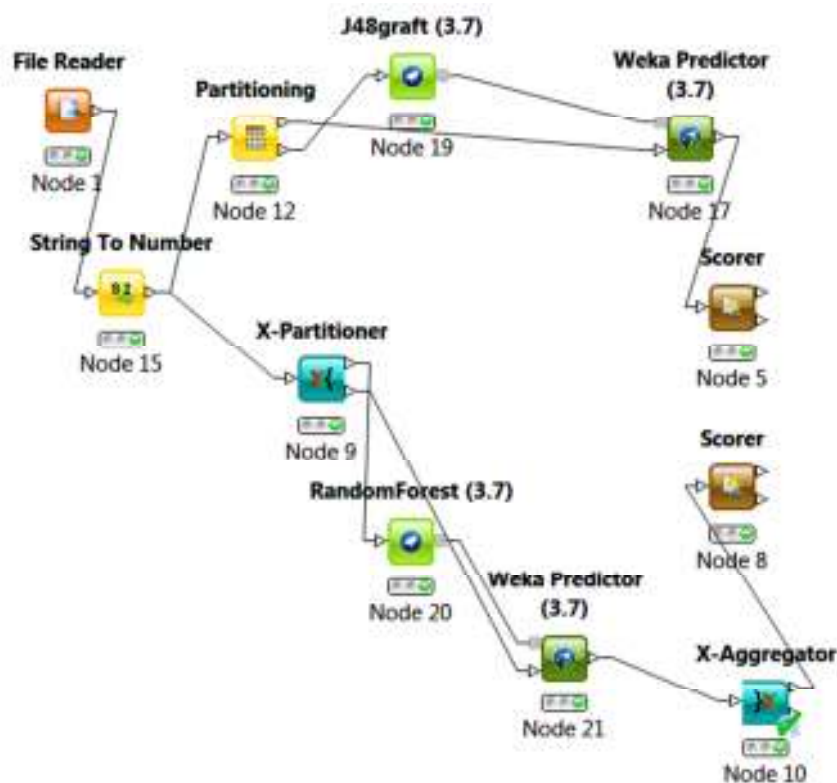 J48graft (3.7)
File Reader
Weka Predictor
(3.7)
Partitioning
Node 19
Node 1
Node 12
Node 17
String To Number
Scorer
X-Partitioner
Node 15
Node 5
Scorer
Node 9
RandomForest (3.7)
Node 8
Weka Predictor
(3.7)
Node 20
X-Aggregator
Node 21
Node 10